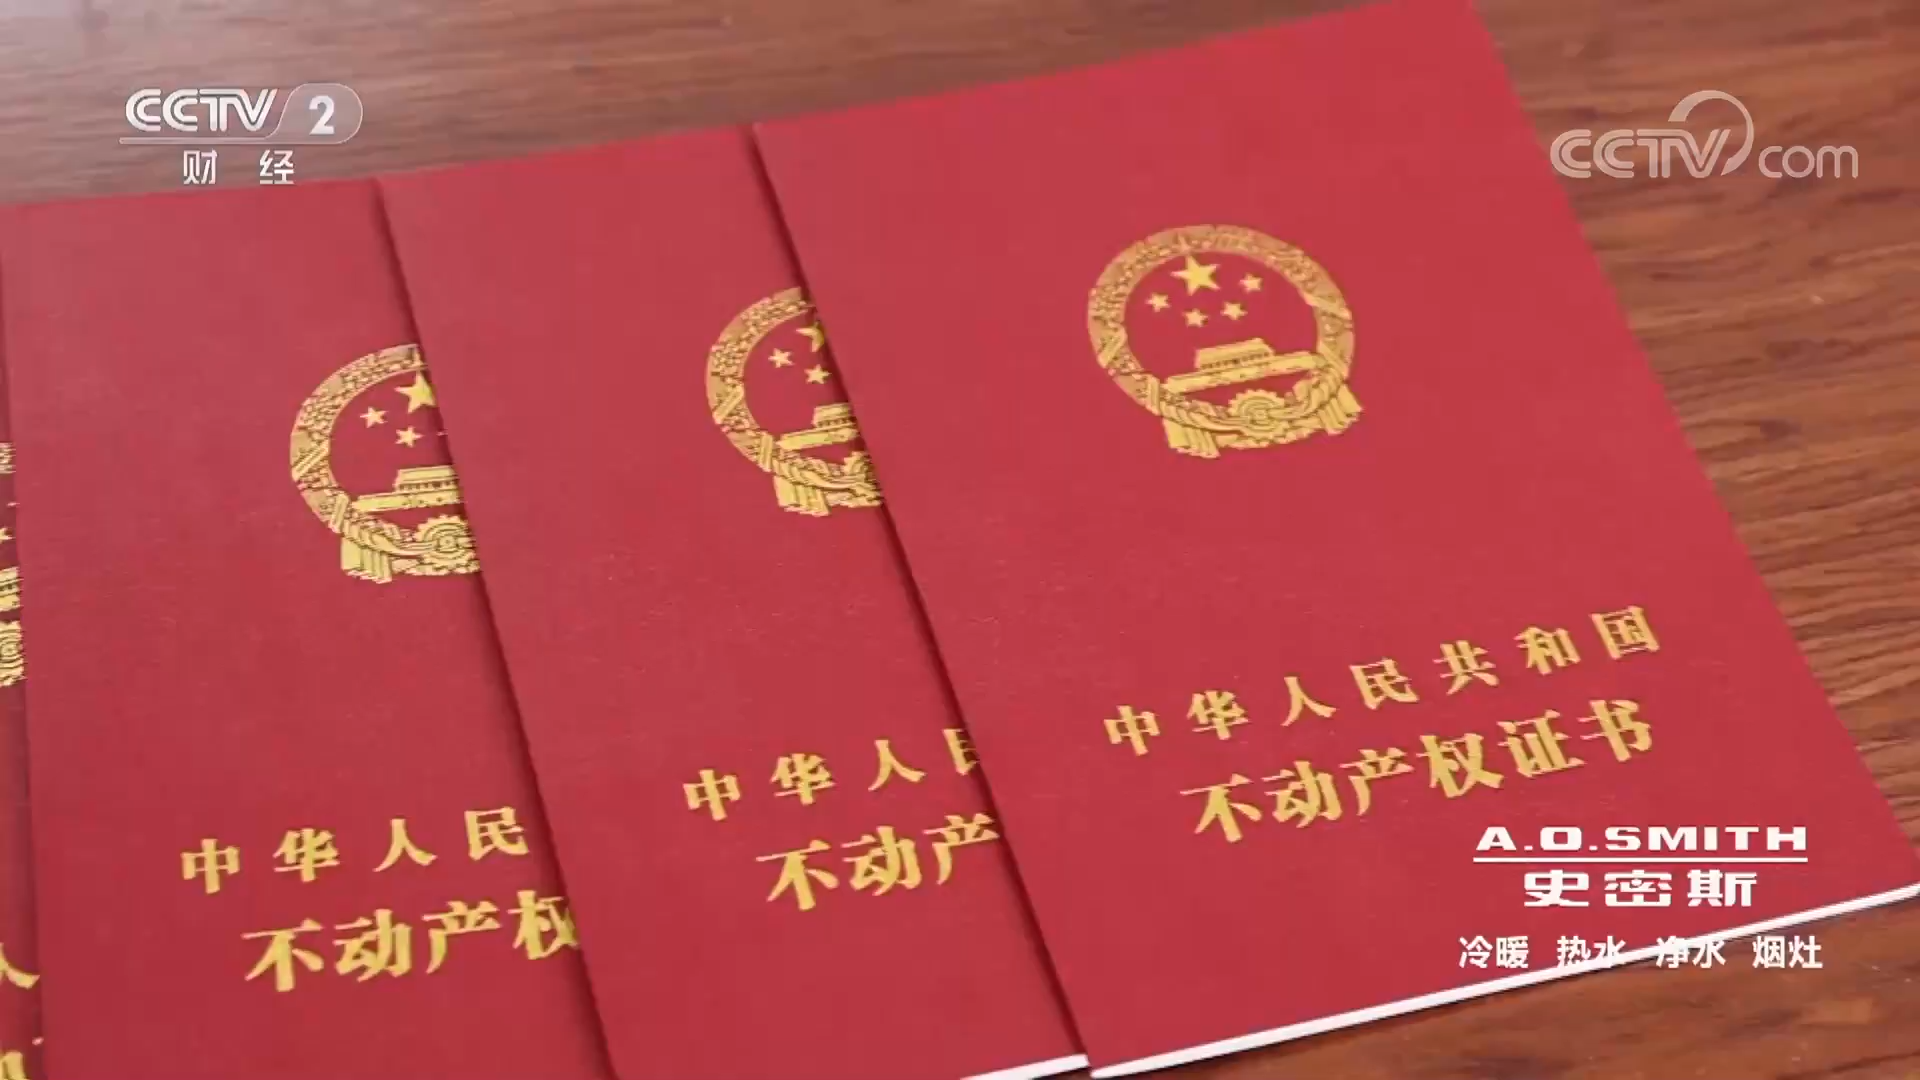 CCTV 2
财 经
CCTV com
中华人民共和国
不动产权证书
中华人民
不动产
中华人民
不动产权
人
A.O.SMITH
史密斯
冷暖 热水 净水 烟灶